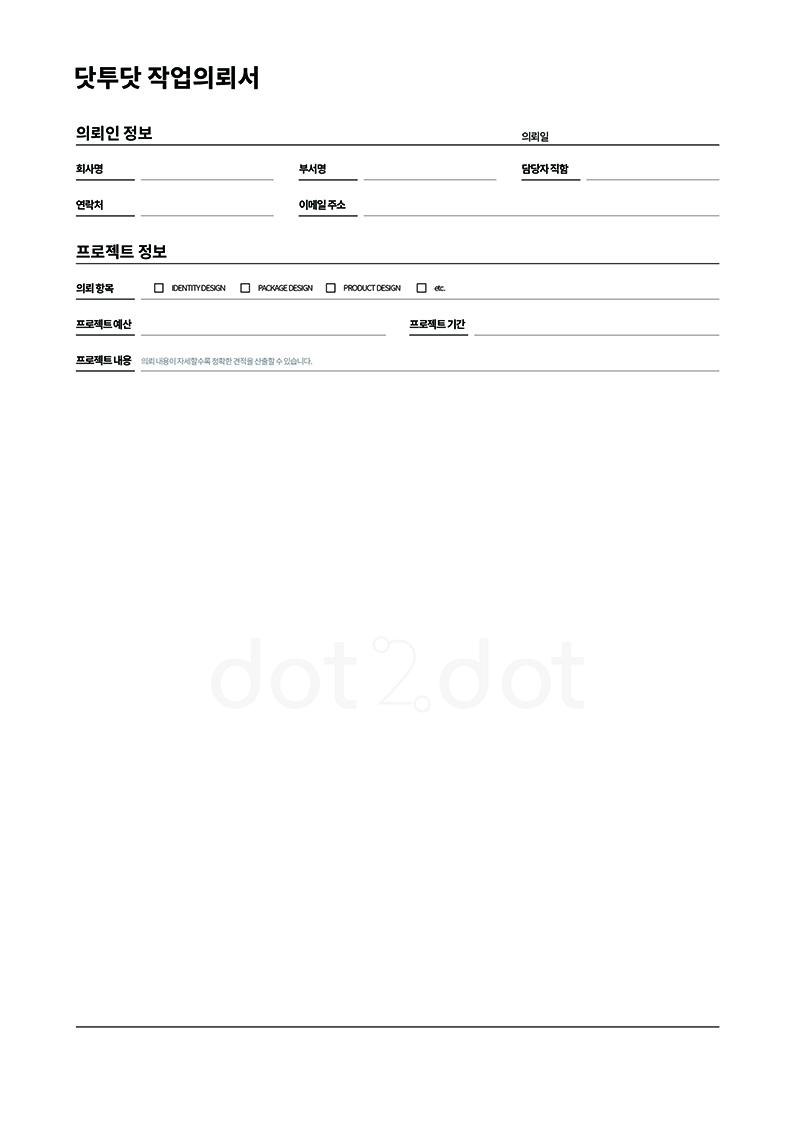 닷투닷 작업의뢰서
의뢰인 정보 의뢰일
회사명 부서명 담당자 직함
연락처 이메일 주소
프로젝트 정보
의뢰 항목 IDENTITY DESIGN PACKAGE DESIGN PRODUCT DESIGN etc.
프로젝트 예산 프로젝트 기간
프로젝트 내용 의뢰 내용이 자세할수록 정확한 견적을 산출할 수 있습니다.
dot 2 dot